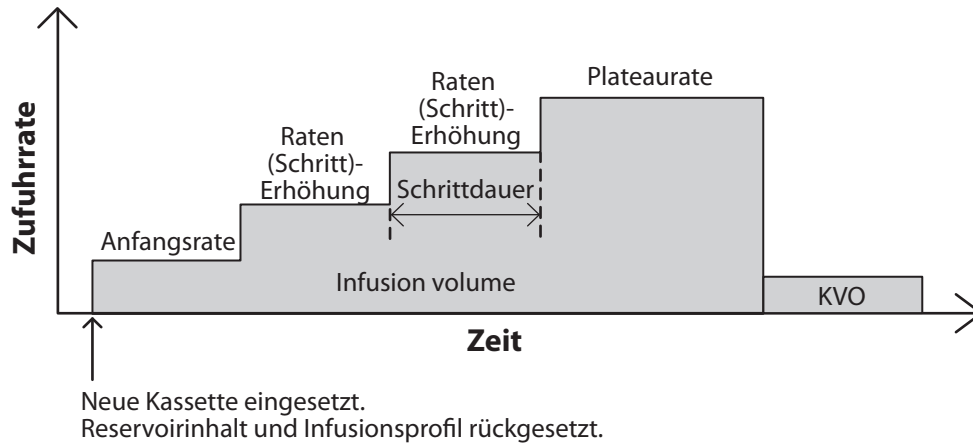 Zufuhrrate
Anfangsrate
Raten
(Schritt)-
Erhöhung
Raten
(Schritt)-
Erhöhung
Schrittdauer
Plateaurate
Infusion volume
KVO
Zeit
Neue Kassette eingesetzt.
Reservoirinhalt und Infusionsprofil rückgesetzt.